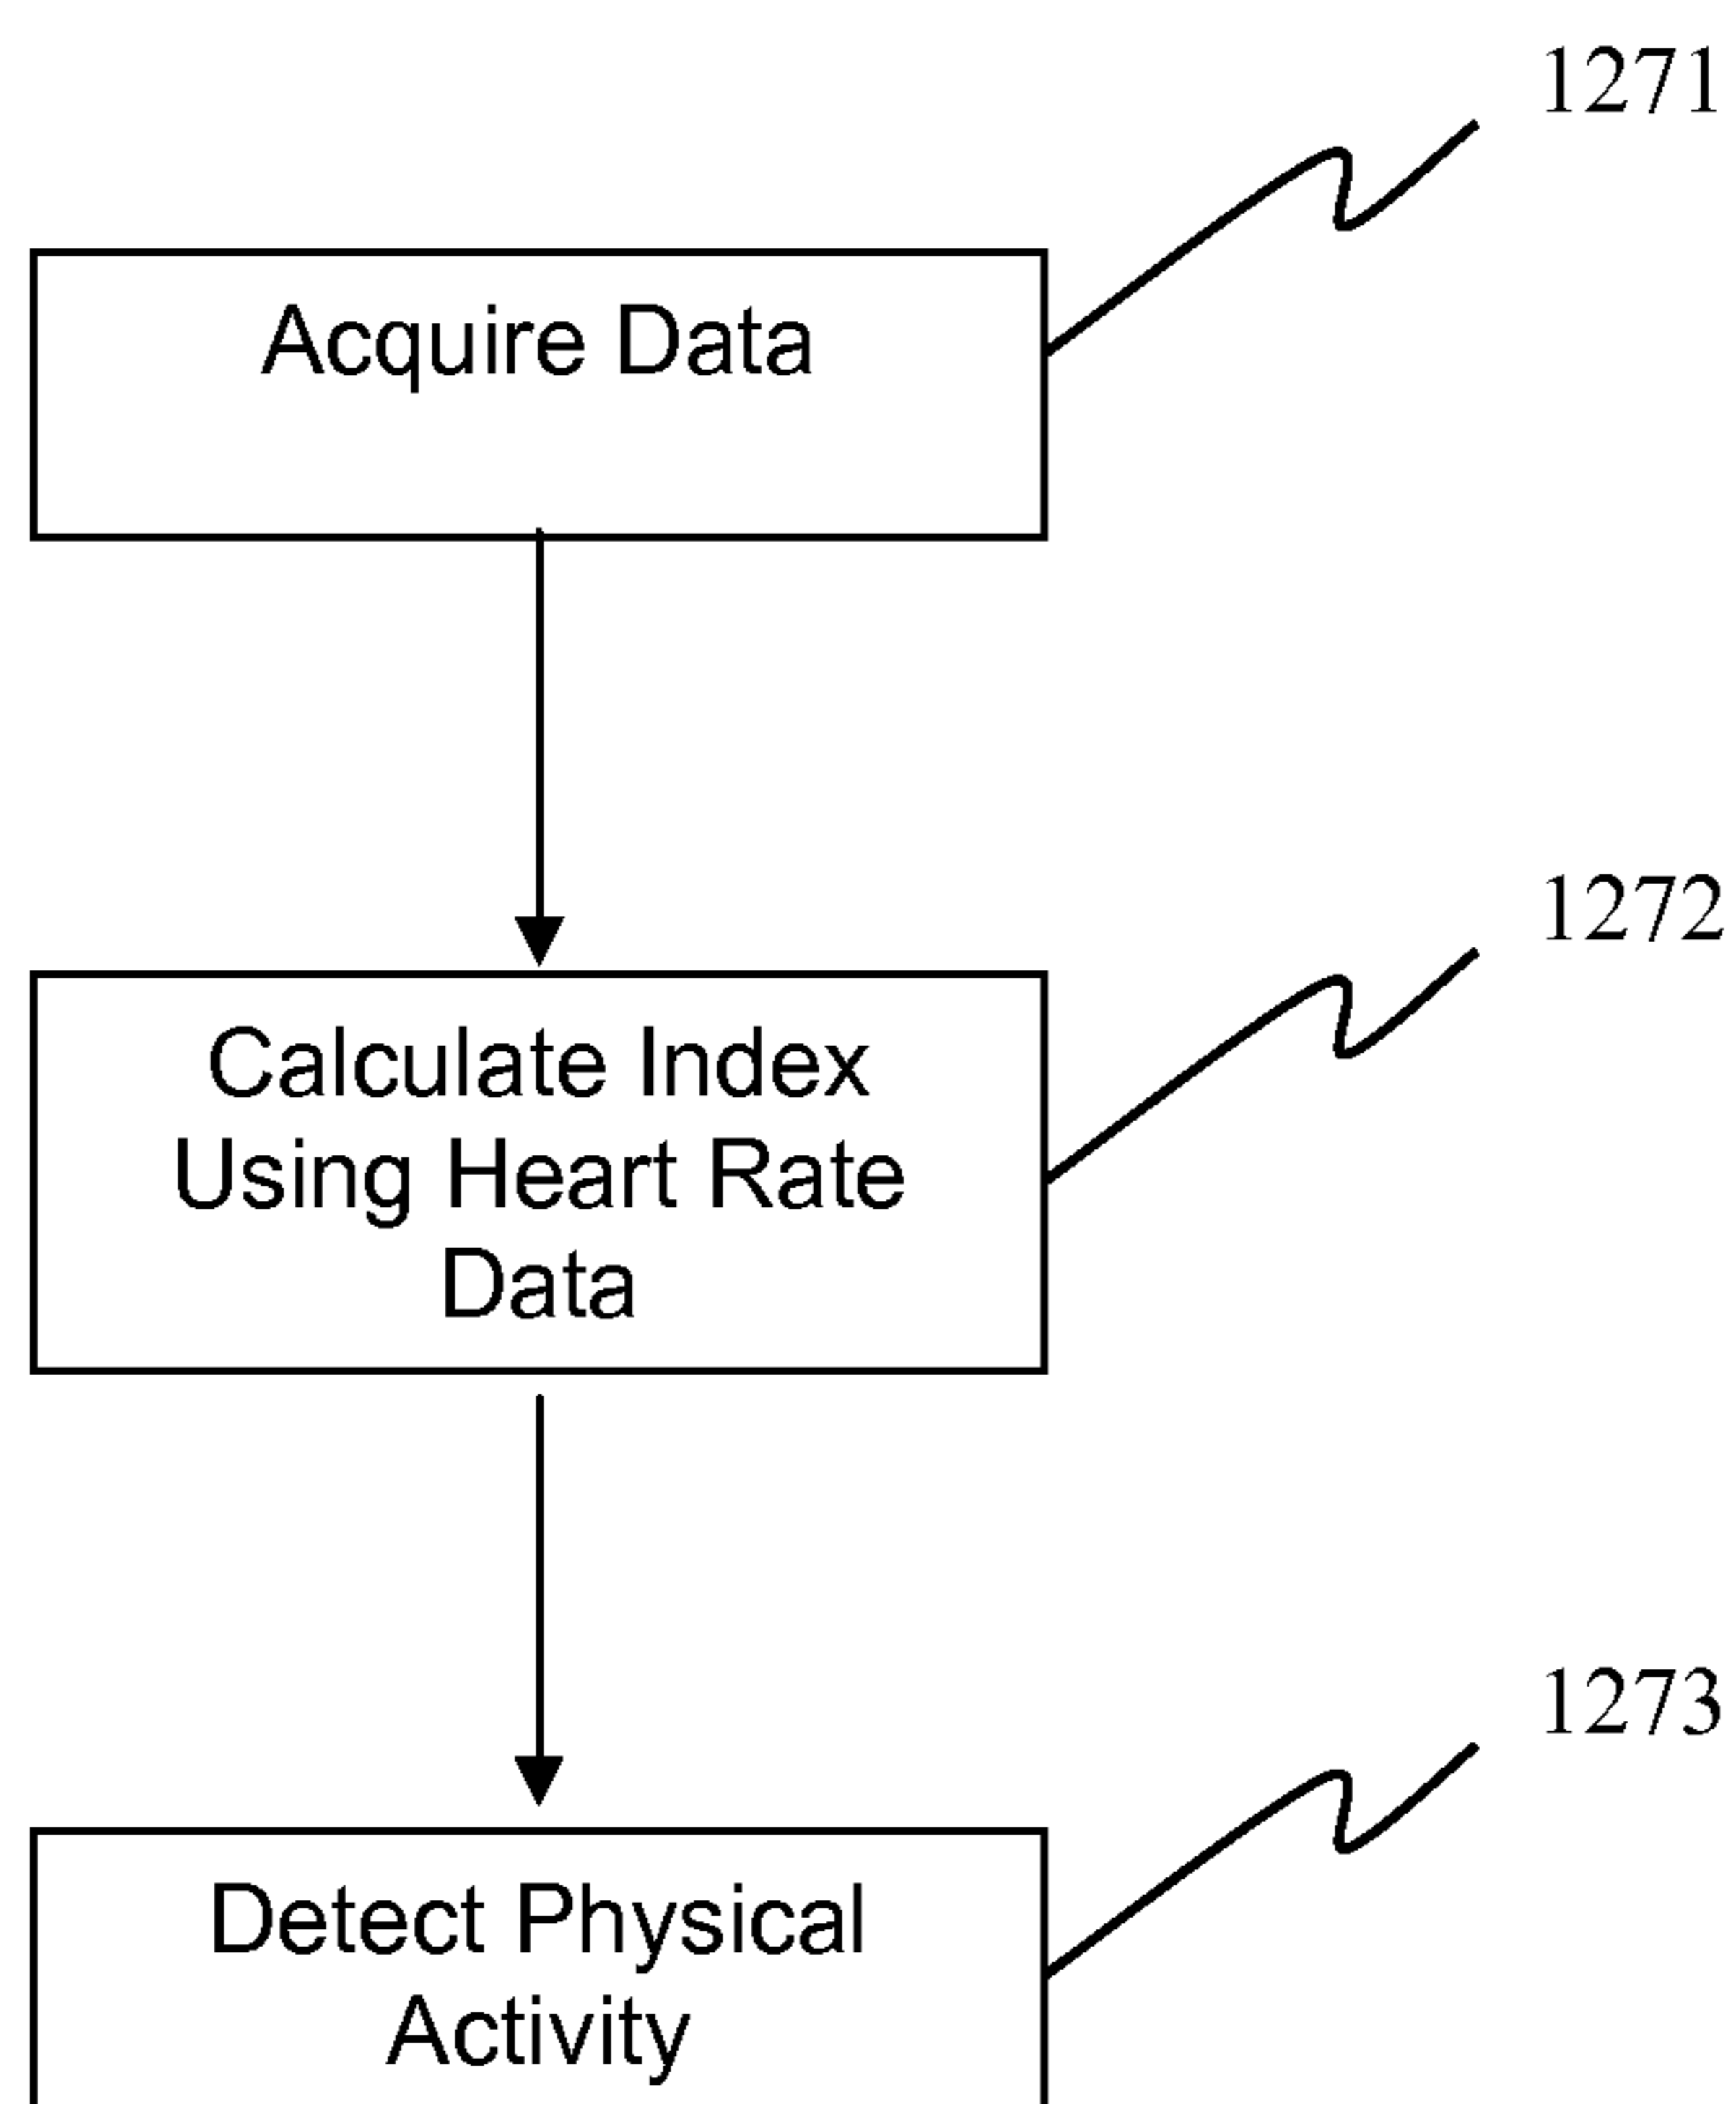 1271
Acquire Data
1272
Calculate Index
Using Heart Rate
Data
1273
Detect Physical
Activity